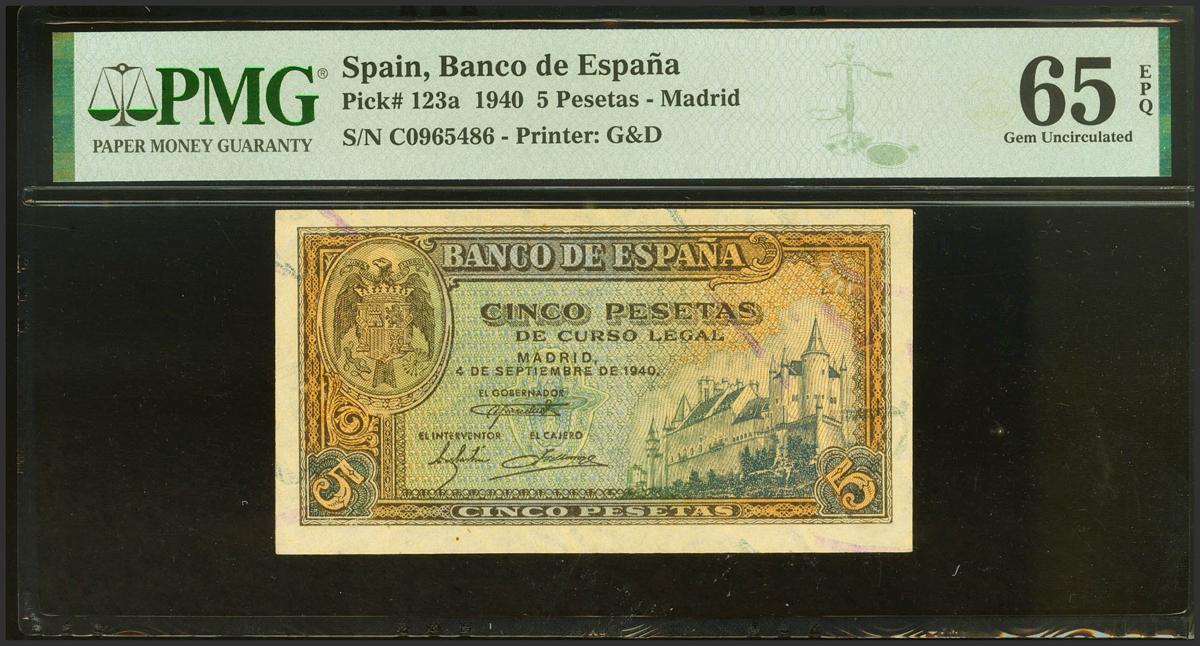 PMG®
PAPER MONEY GUARANTY
Spain, Banco de España
Pick# 123a 1940 5 Pesetas - Madrid
S/N C0965486 - Printer: G&D
65
EPQ
Gem Uncirculated
BANCO DE ESPAÑA
CINCO PESETAS
DE CURSO LEGAL
MADRID,
4 DE SEPTIEMBRE DE 1940.
EL GOBERNADOR
EL INTERVENTOR EL CAJERO
5 5
CINCO PESETAS